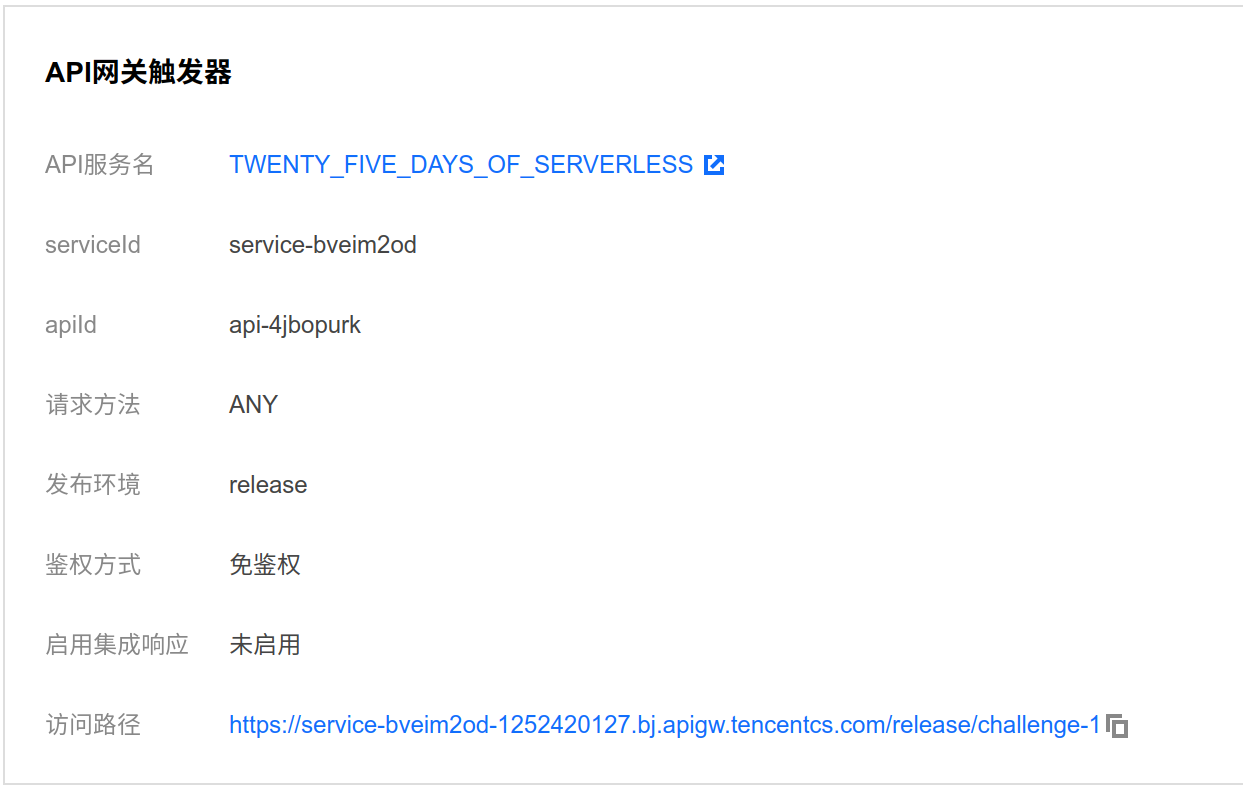 API网关触发器
API服务名 TWENTY_FIVE_DAYS_OF_SERVERLESS
serviceId service-bveim2od
apiId api-4jbopurk
请求方法 ANY
发布环境 release
鉴权方式 免鉴权
启用集成响应 未启用
访问路径 https://service-bveim2od-1252420127.bj.apigw.tencentcs.com/release/challenge-1